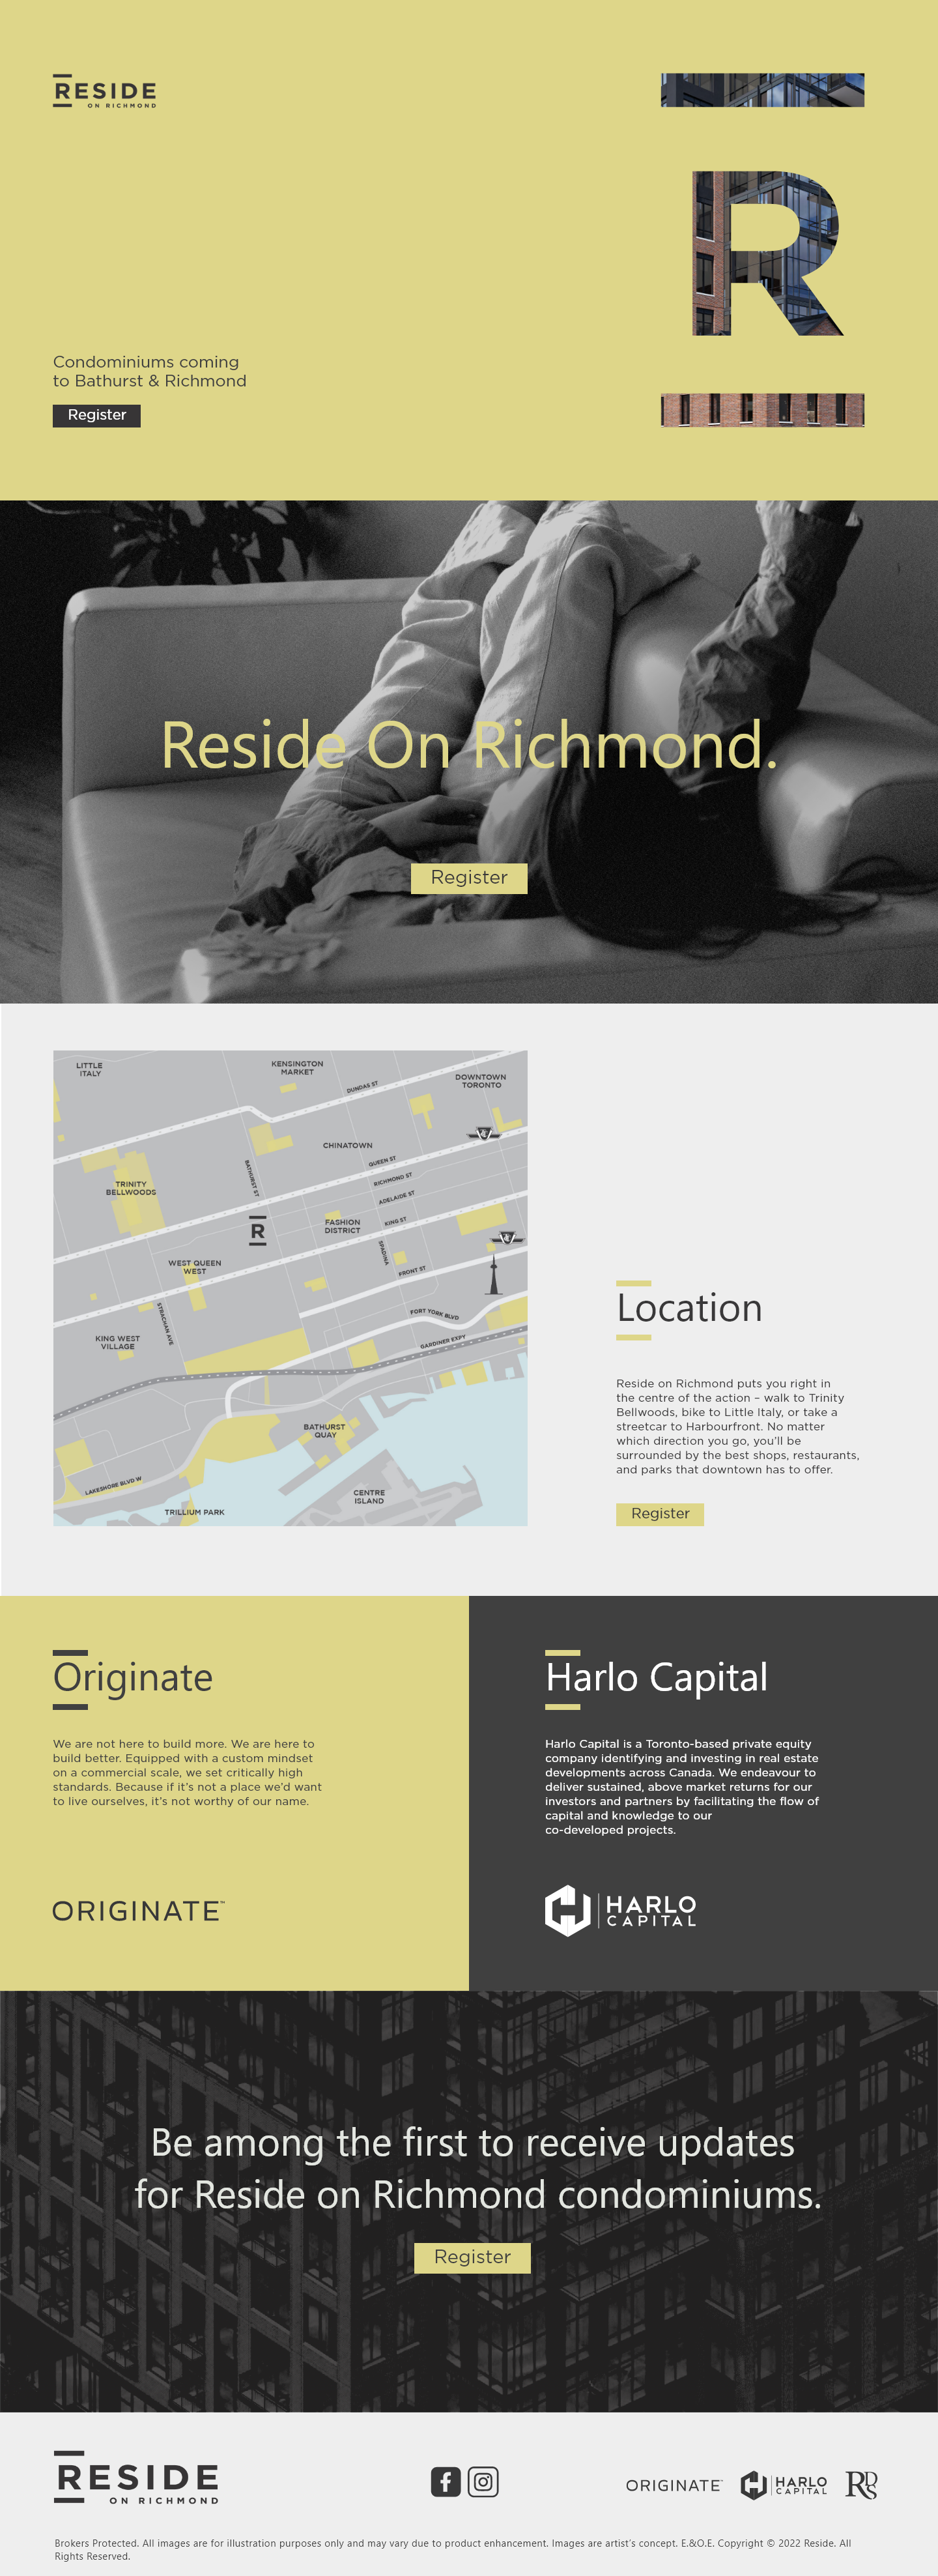 RESIDE
ON RICHMOND
R
Condominiums coming
to Bathurst & Richmond
Register
Reside On Richmond.
Register
LITTLE
ITALY
KENSINGTON
MARKET
DUNDAS ST
DOWNTOWN
TORONTO
CHINATOWN
QUEEN ST
BATHURST ST
RICHMOND ST
TRINITY
BELLWOODS
ADELAIDE ST
R
FASHION
DISTRICT
KING ST
SPADINA
WEST QUEEN
WEST
FRONT ST
STRACHAN AVE
FORT YORK BLVD
KING WEST
VILLAGE
GARDINER EXPY
BATHURST
QUAY
LAKESHORE BLVD W
CENTRE
ISLAND
TRILLIUM PARK
Location
Reside on Richmond puts you right in
the centre of the action – walk to Trinity
Bellwoods, bike to Little Italy, or take a
streetcar to Harbourfront. No matter
which direction you go, you’ll be
surrounded by the best shops, restaurants,
and parks that downtown has to offer.
Register
Originate
We are not here to build more. We are here to
build better. Equipped with a custom mindset
on a commercial scale, we set critically high
standards. Because if it’s not a place we’d want
to live ourselves, it’s not worthy of our name.
ORIGINATE™
Harlo Capital
Harlo Capital is a Toronto-based private equity
company identifying and investing in real estate
developments across Canada. We endeavour to
deliver sustained, above market returns for our
investors and partners by facilitating the flow of
capital and knowledge to our
co-developed projects.
HARLO
CAPITAL
Be among the first to receive updates
for Reside on Richmond condominiums.
Register
RESIDE
ON RICHMOND
ORIGINATE™
HARLO
CAPITAL
Brokers Protected. All images are for illustration purposes only and may vary due to product enhancement. Images are artist’s concept. E.&O.E. Copyright © 2022 Reside. All
Rights Reserved.